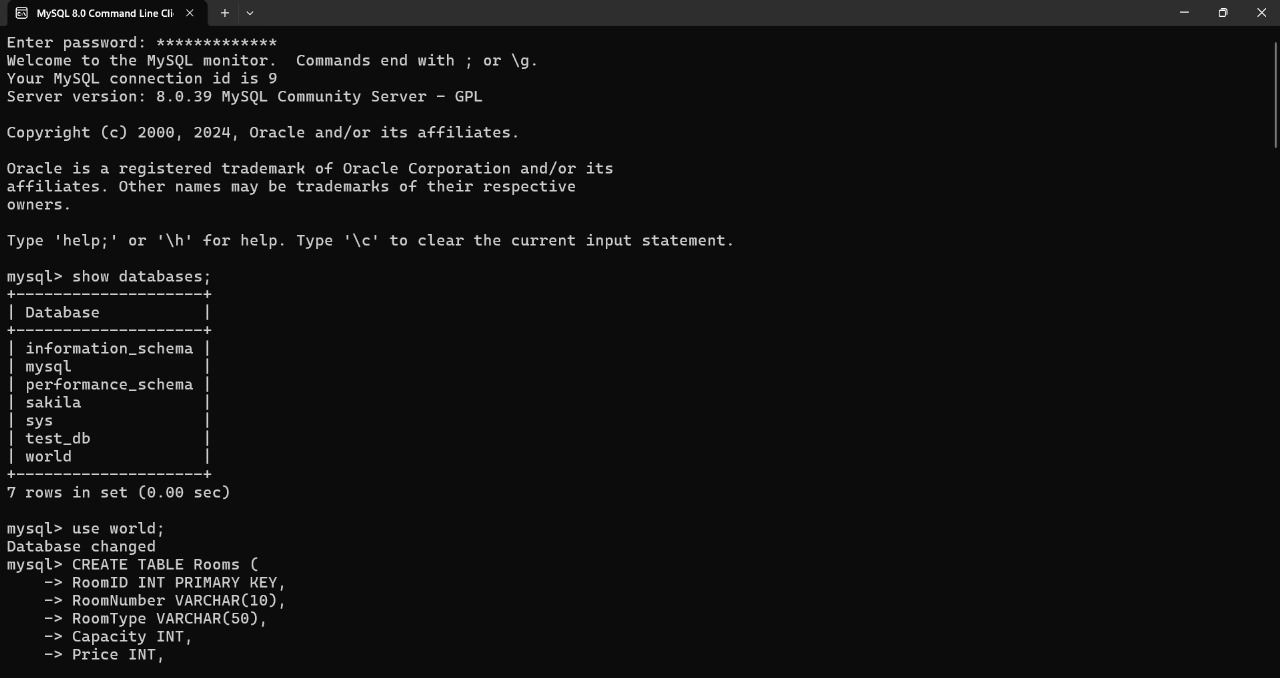 MySQL 8.0 Command Line Cli
Enter password: *************
Welcome to the MySQL monitor.  Commands end with ; or \g.
Your MySQL connection id is 9
Server version: 8.0.39 MySQL Community Server - GPL

Copyright (c) 2000, 2024, Oracle and/or its affiliates.

Oracle is a registered trademark of Oracle Corporation and/or its
affiliates. Other names may be trademarks of their respective
owners.

Type 'help;' or '\h' for help. Type '\c' to clear the current input statement.

mysql> show databases;
+--------------------+
| Database           |
+--------------------+
| information_schema |
| mysql              |
| performance_schema |
| sakila             |
| sys                |
| test_db            |
| world              |
+--------------------+
7 rows in set (0.00 sec)

mysql> use world;
Database changed
mysql> CREATE TABLE Rooms (
    -> RoomID INT PRIMARY KEY,
    -> RoomNumber VARCHAR(10),
    -> RoomType VARCHAR(50),
    -> Capacity INT,
    -> Price INT,